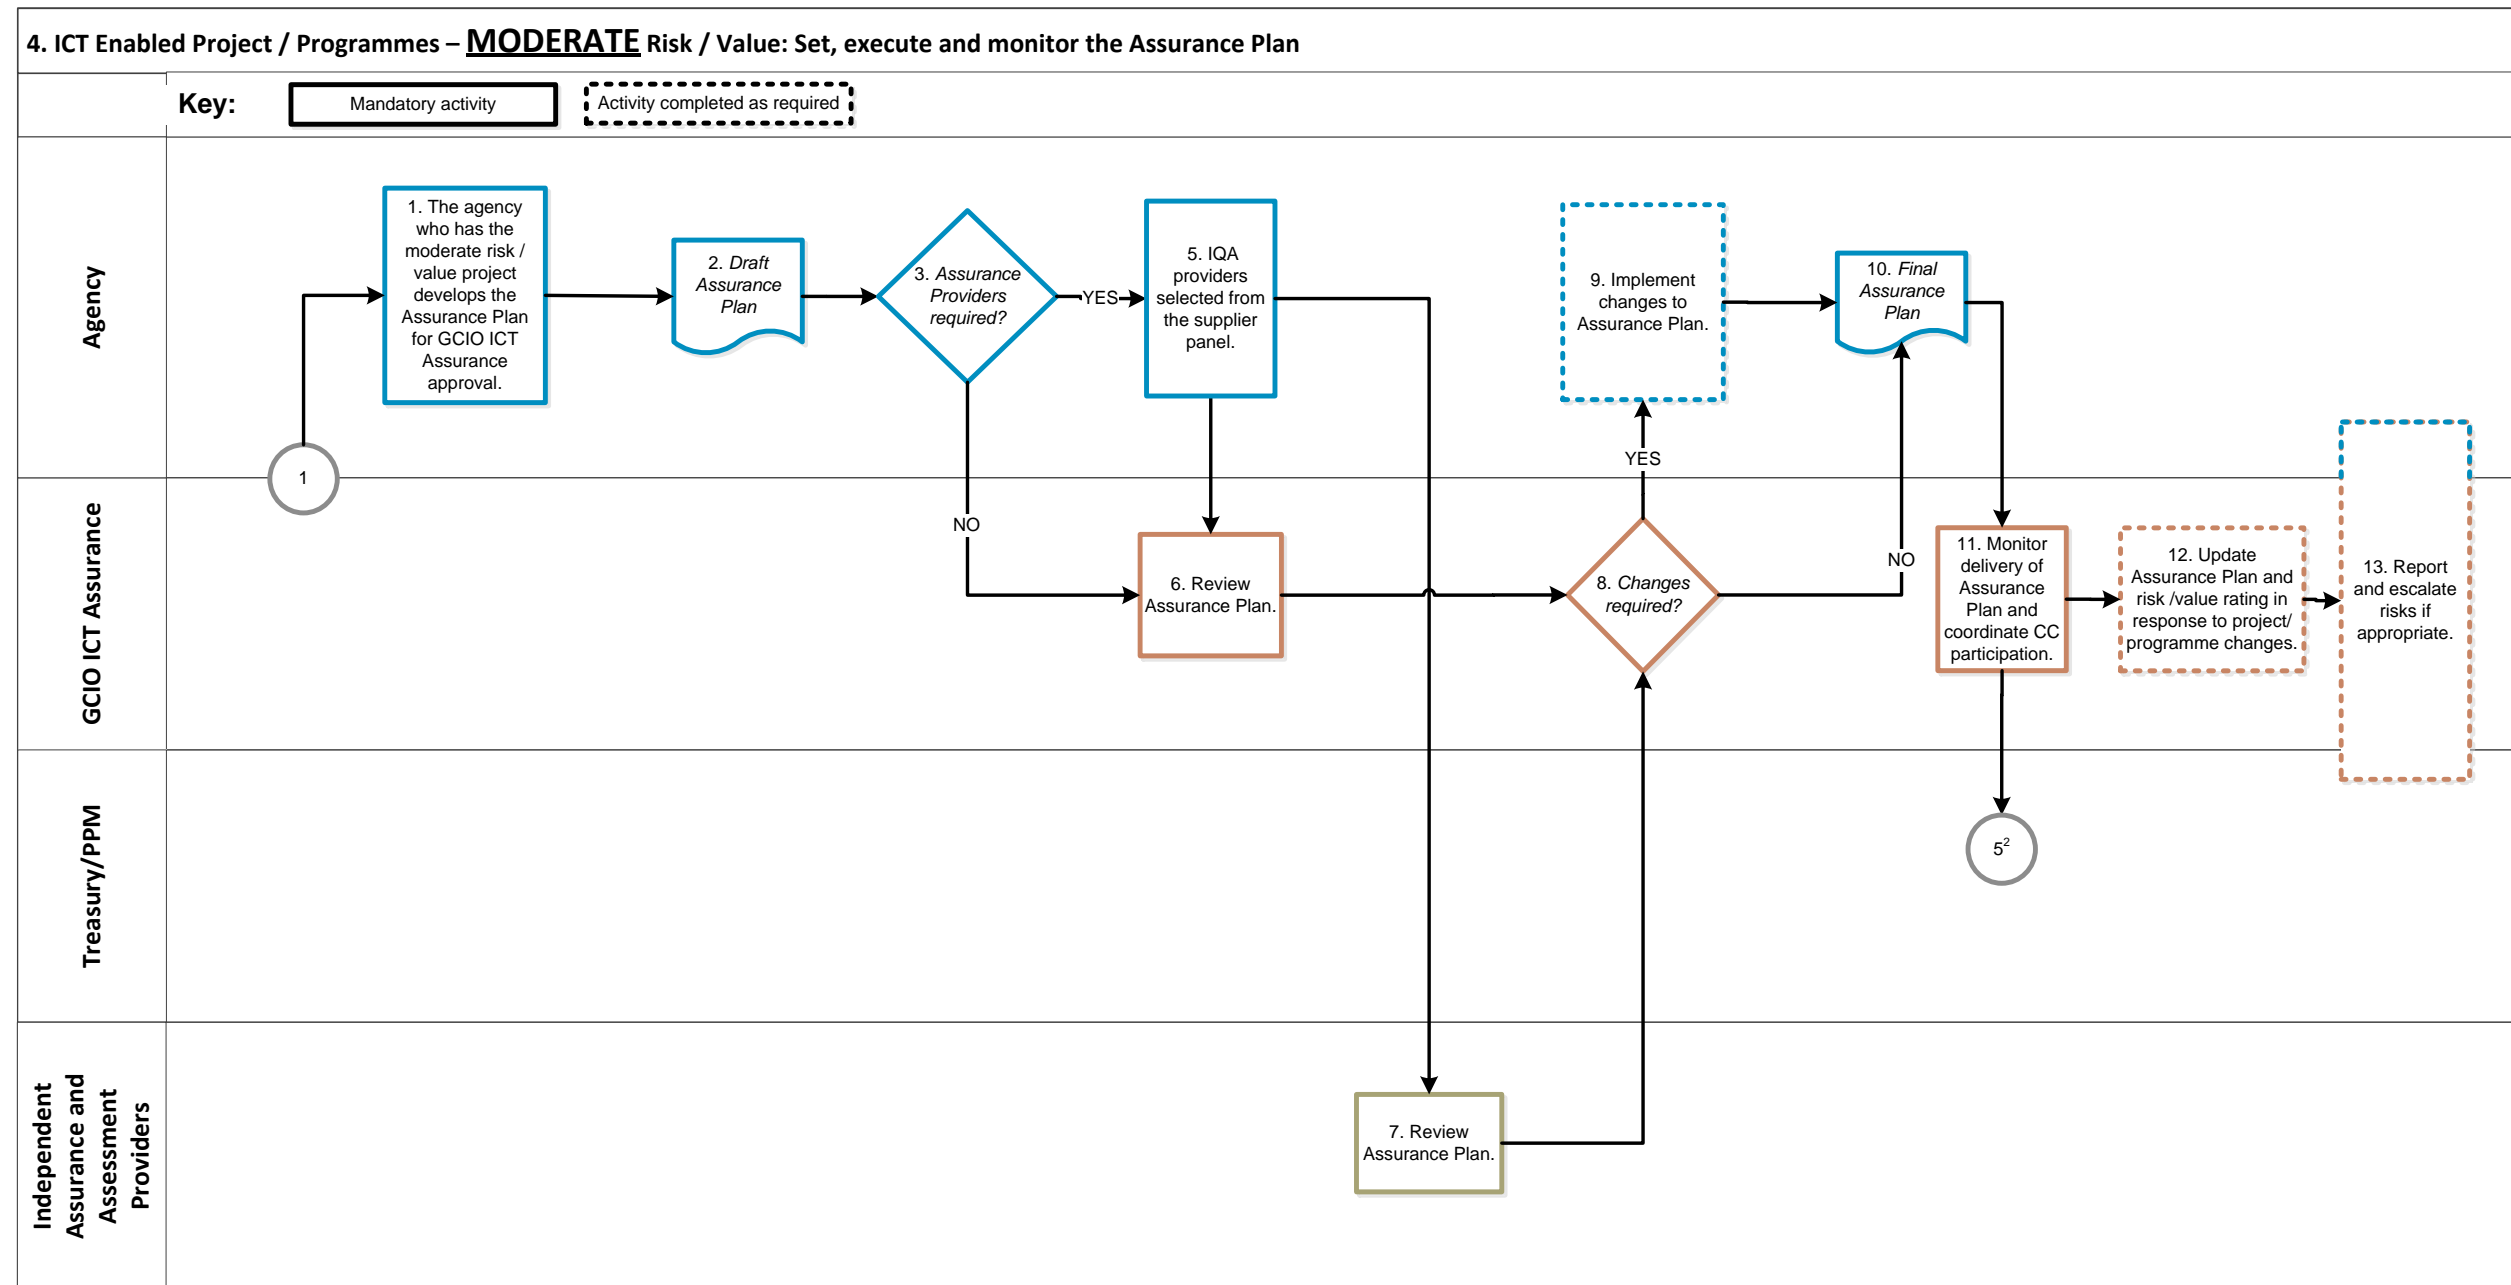 4. ICT Enabled Project / Programmes – MODERATE Risk / Value: Set, execute and monitor the Assurance Plan
Key:
Mandatory activity
Activity completed as required
Agency
1. The agency
who has the
moderate risk /
value project
develops the
Assurance Plan
for GCIO ICT
Assurance
approval.
2. Draft
Assurance
Plan
3. Assurance
Providers
required?
YES
5. IQA
providers
selected from
the supplier
panel.
9. Implement
changes to
Assurance Plan.
10. Final
Assurance
Plan
1
YES
GCIO ICT Assurance
NO
6. Review
Assurance Plan.
8. Changes
required?
NO
11. Monitor
delivery of
Assurance
Plan and
coordinate CC
participation.
12. Update
Assurance Plan and
risk /value rating in
response to project/
programme changes.
13. Report
and escalate
risks if
appropriate.
Treasury/PPM
5²
Independent
Assurance and
Assessment
Providers
7. Review
Assurance Plan.